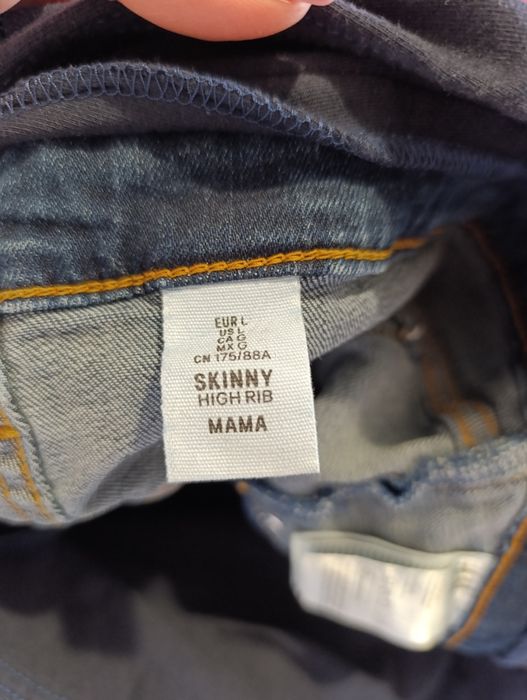 EUR L
US L
CA G
MX G
CN 175/88A
SKINNY
HIGH RIB
MAMA